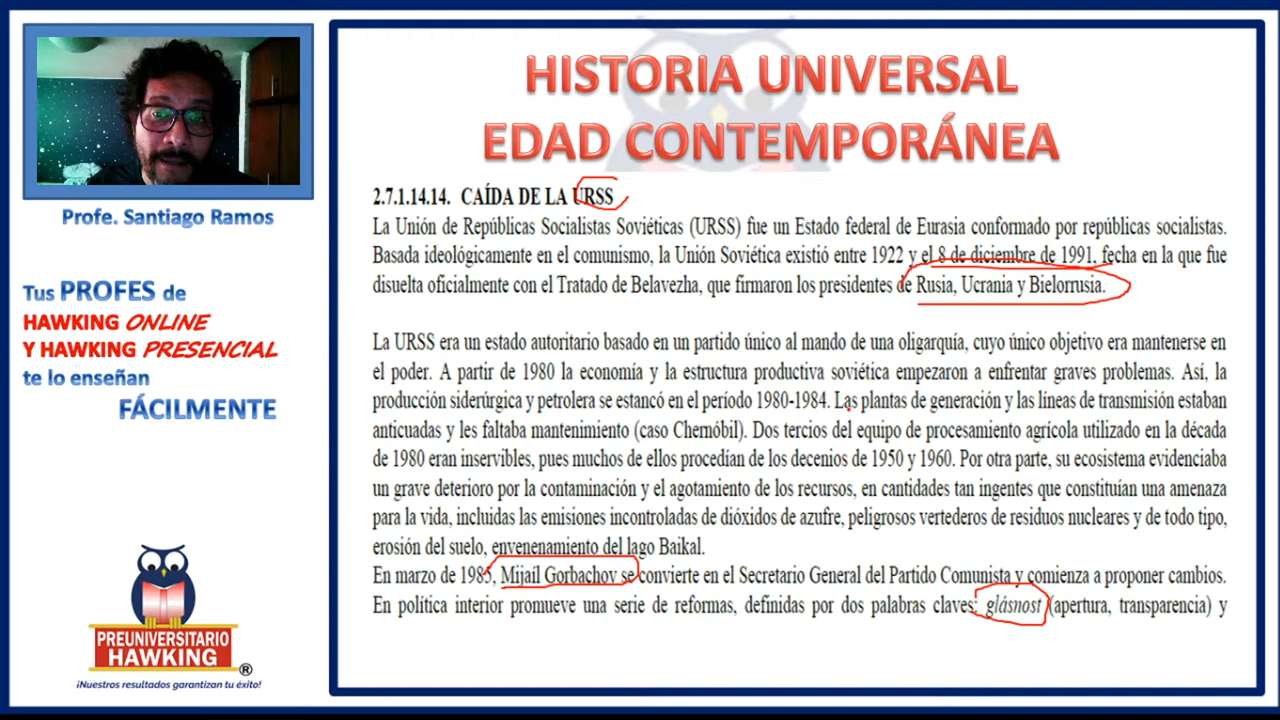 HISTORIA UNIVERSAL
EDAD CONTEMPORÁNEA
Profe. Santiago Ramos
Tus PROFES de
HAWKING ONLINE
Y HAWKING PRESENCIAL
te lo enseñan
FÁCILMENTE
PREUNIVERSITARIO
HAWKING ®
¡Nuestros resultados garantizan tu éxito!
2.7.1.14.14. CAÍDA DE LA URSS
La Unión de Repúblicas Socialistas Soviéticas (URSS) fue un Estado federal de Eurasia conformado por repúblicas socialistas.
Basada ideológicamente en el comunismo, la Unión Soviética existió entre 1922 y el 8 de diciembre de 1991, fecha en la que fue
disuelta oficialmente con el Tratado de Belavezha, que firmaron los presidentes de Rusia, Ucrania y Bielorrusia.
La URSS era un estado autoritario basado en un partido único al mando de una oligarquía, cuyo único objetivo era mantenerse en
el poder. A partir de 1980 la economía y la estructura productiva soviética empezaron a enfrentar graves problemas. Así, la
producción siderúrgica y petrolera se estancó en el período 1980-1984. Las plantas de generación y las líneas de transmisión estaban
anticuadas y les faltaba mantenimiento (caso Chernóbil). Dos tercios del equipo de procesamiento agrícola utilizado en la década
de 1980 eran inservibles, pues muchos de ellos procedían de los decenios de 1950 y 1960. Por otra parte, su ecosistema evidenciaba
un grave deterioro por la contaminación y el agotamiento de los recursos, en cantidades tan ingentes que constituían una amenaza
para la vida, incluidas las emisiones incontroladas de dióxidos de azufre, peligrosos vertederos de residuos nucleares y de todo tipo,
erosión del suelo, envenenamiento del lago Baikal.
En marzo de 1985, Mijaíl Gorbachov se convierte en el Secretario General del Partido Comunista y comienza a proponer cambios.
En política interior promueve una serie de reformas, definidas por dos palabras claves: glásnost (apertura, transparencia) y